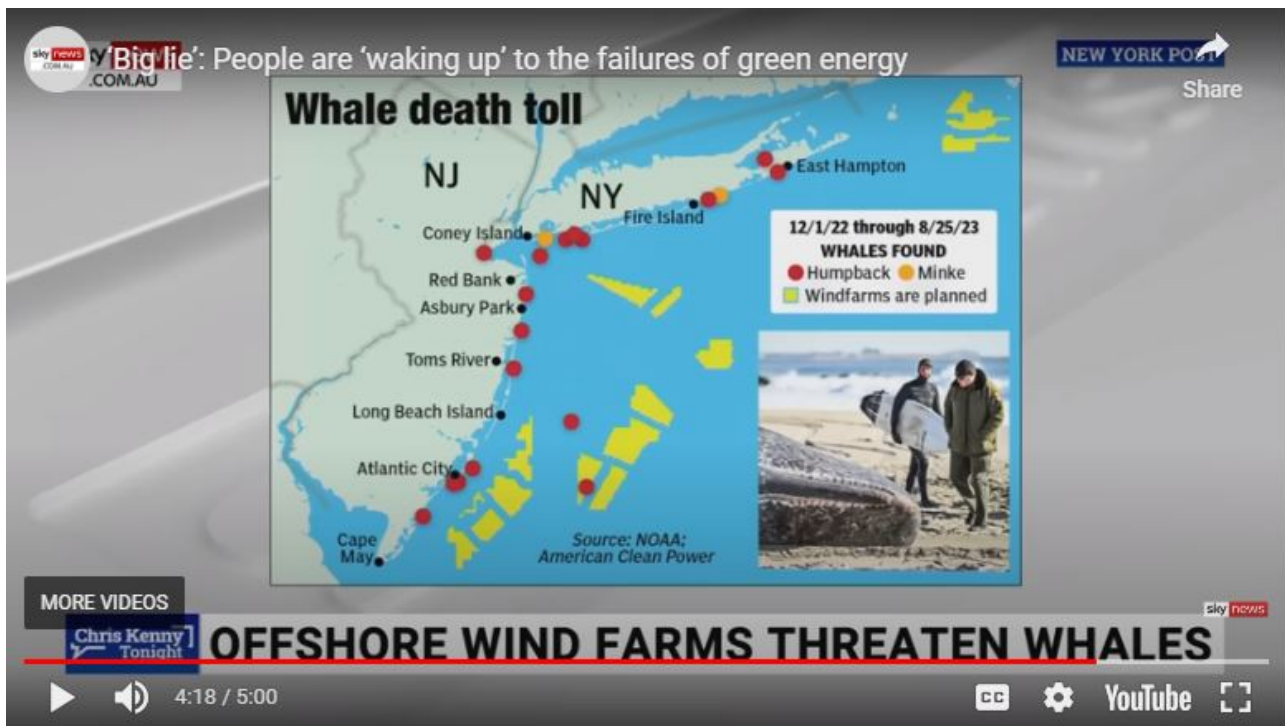 sky news
.COM.AU
'Big lie': People are 'waking up' to the failures of green energy
NEW YORK POST
Share
Whale death toll
NJ
NY
East Hampton
Fire Island
Coney Island
Red Bank
Asbury Park
Toms River
Long Beach Island
Atlantic City
Cape
May
12/1/22 through 8/25/23
WHALES FOUND
Humpback Minke
Windfarms are planned
Source: NOAA;
American Clean Power
MORE VIDEOS
sky news
Chris Kenny
Tonight
OFFSHORE WIND FARMS THREATEN WHALES
4:18 / 5:00
CC
YouTube